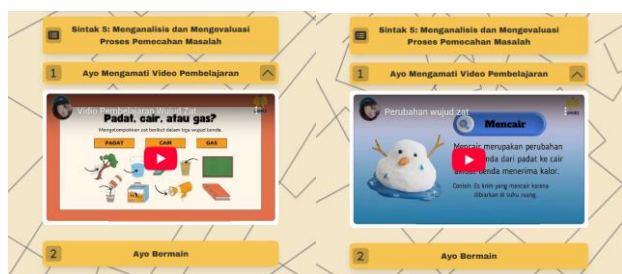 Sintak 5: Menganalisis dan Mengevaluasi
Proses Pemecahan Masalah
1 Ayo Mengamati Video Pembelajaran
Vidio Pembelajaran Wujud Zat
Padat, cair, atau gas?
Mengelompokkan zat berikut dalam tiga wujud benda.
PADAT CAIR GAS
2 Ayo Bermain
Sintak 5: Menganalisis dan Mengevaluasi
Proses Pemecahan Masalah
1 Ayo Mengamati Video Pembelajaran
Perubahan wujud zat
Mencair
Mencair merupakan perubahan
benda dari padat ke cair
benda menerima kalor.
Contoh: Es krim yang mencair karena
dibiarkan di suhu ruang.
2 Ayo Bermain